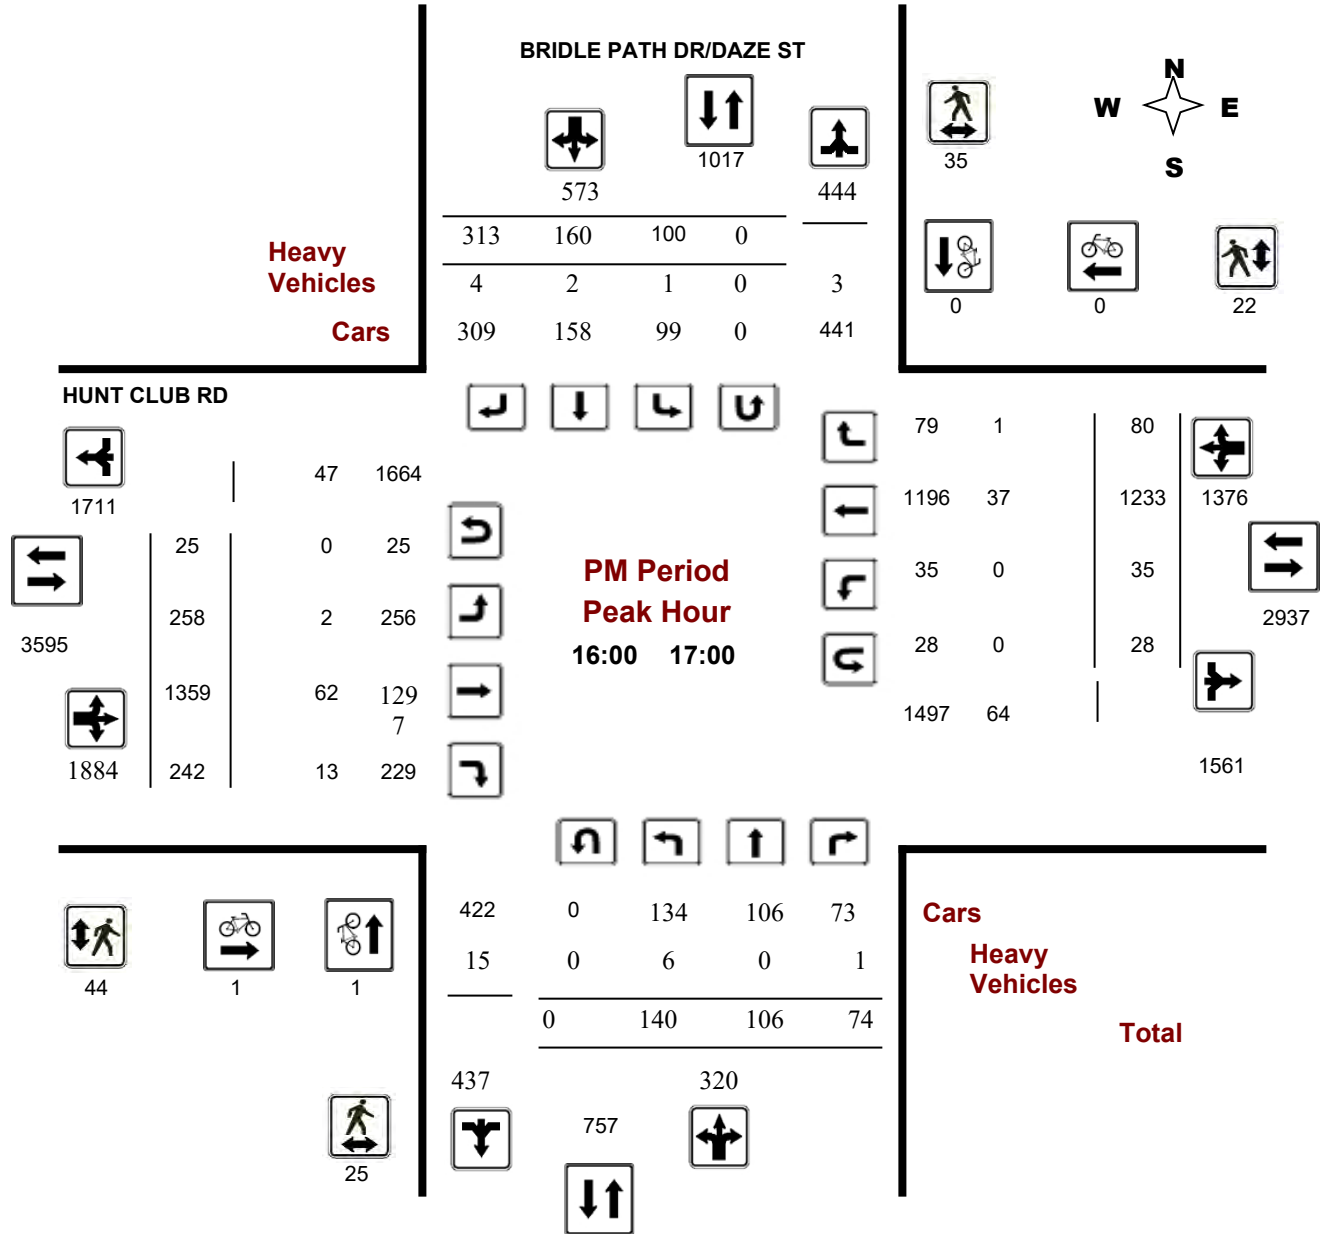 BRIDLE PATH DR/DAZE ST
N
W E
S
1017
35
573 444
313 160 100 0
Heavy
Vehicles
4 2 1 0 3
0 0 22
Cars
309 158 99 0 441
HUNT CLUB RD
79 1 80
47 1664
1711
1196 37 1233 1376
25 0 25
PM Period
35 0 35
258 2 256
Peak Hour
2937
3595
16:00 17:00
28 0 28
1359 62 129
7
1497 64
1884 242 13 229
1561
422 0 134 106 73
Cars
15 0 6 0 1
Heavy
Vehicles
44 1 1
0 140 106 74
Total
437 320
757
25